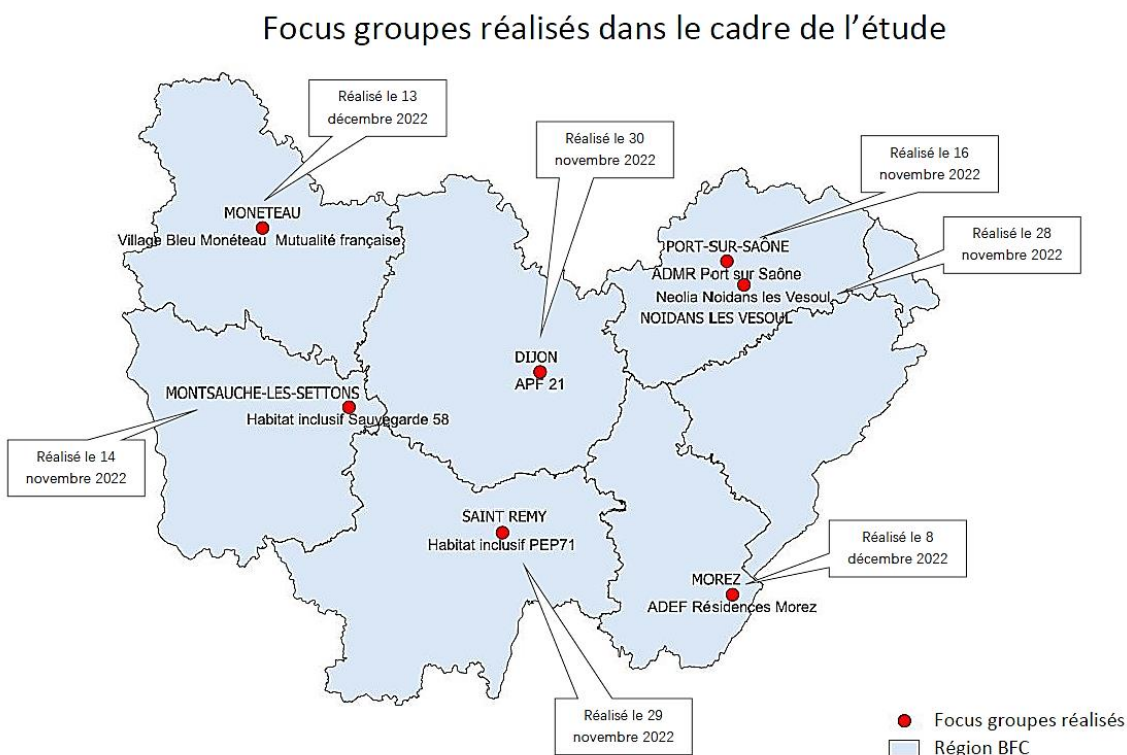 Focus groupes réalisés dans le cadre de l'étude
Réalisé le 13
décembre 2022
Réalisé le 30
novembre 2022
Réalisé le 16
novembre 2022
MONETEAU
Village Bleu Monéteau Mutualité française
PORT-SUR-SAÔNE
ADMR Port sur Saône
Réalisé le 28
novembre 2022
Neolia Noidans les Vesoul
NOIDANS LES VESOUL
DIJON
APF 21
MONTSAUCHE-LES-SETTONS
Habitat inclusif Sauvegarde 58
Réalisé le 14
novembre 2022
SAINT REMY
Habitat inclusif PEP71
Réalisé le 8
décembre 2022
MOREZ
ADEF Résidences Morez
Réalisé le 29
novembre 2022
Focus groupes réalisés
Région BFC